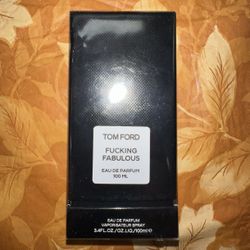 TOM FORD
FUCKING
FABULOUS
EAU DE PARFUM
100 ML
EAU DE PARFUM
VAPORISATEUR SPRAY
3.4FL.OZ./OZ.LIQ/100ml℮